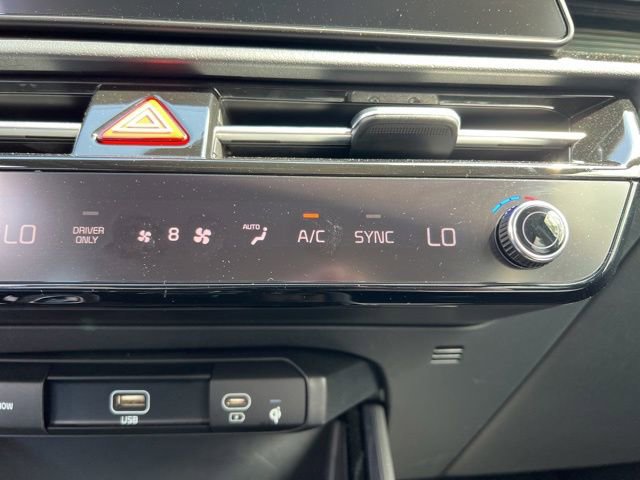 LO
DRIVER
ONLY
8
AUTO
A/C
SYNC
LO
USB